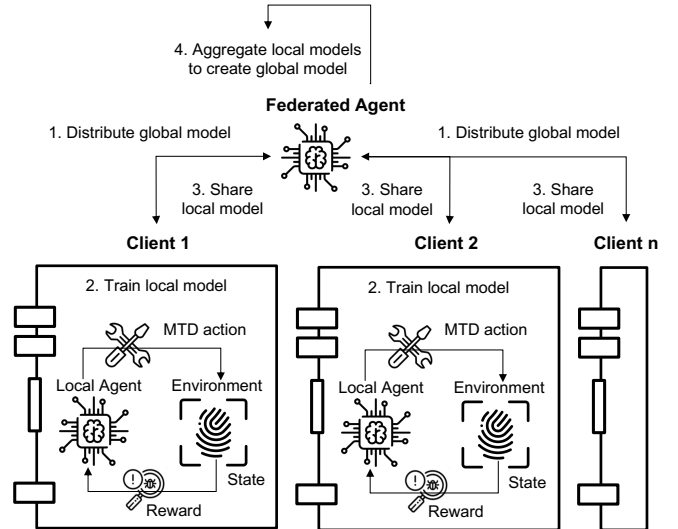 4. Aggregate local models
to create global model
Federated Agent
1. Distribute global model
1. Distribute global model
3. Share
local model
3. Share
local model
3. Share
local model
Client 1
Client 2
Client n
2. Train local model
MTD action
Local Agent
Environment
State
Reward
2. Train local model
MTD action
Local Agent
Environment
State
Reward